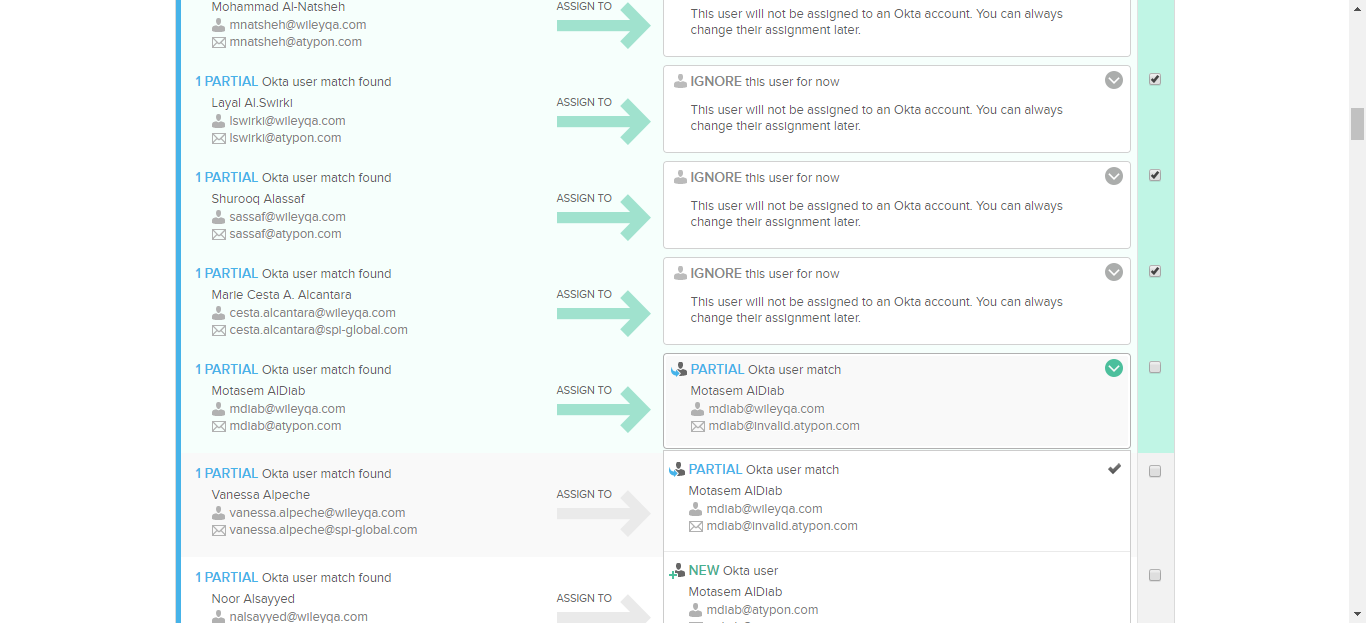 Mohammad Al-Natsheh
mnatsheh@wileyqa.com
mnatsheh@atypon.com
ASSIGN TO
This user will not be assigned to an Okta account. You can always
change their assignment later.
1 PARTIAL Okta user match found
Layal Al.Swirki
lswirki@wileyqa.com
lswirki@atypon.com
ASSIGN TO
IGNORE this user for now
This user will not be assigned to an Okta account. You can always
change their assignment later.
1 PARTIAL Okta user match found
Shurooq Alassaf
sassaf@wileyqa.com
sassaf@atypon.com
ASSIGN TO
IGNORE this user for now
This user will not be assigned to an Okta account. You can always
change their assignment later.
1 PARTIAL Okta user match found
Marie Cesta A. Alcantara
cesta.alcantara@wileyqa.com
cesta.alcantara@spi-global.com
ASSIGN TO
IGNORE this user for now
This user will not be assigned to an Okta account. You can always
change their assignment later.
1 PARTIAL Okta user match found
Motasem AlDiab
mdiab@wileyqa.com
mdiab@atypon.com
ASSIGN TO
PARTIAL Okta user match
Motasem AlDiab
mdiab@wileyqa.com
mdiab@invalid.atypon.com
1 PARTIAL Okta user match found
Vanessa Alpeche
vanessa.alpeche@wileyqa.com
vanessa.alpeche@spi-global.com
ASSIGN TO
PARTIAL Okta user match
Motasem AlDiab
mdiab@wileyqa.com
mdiab@invalid.atypon.com
1 PARTIAL Okta user match found
Noor Alsayyed
nalsayyed@wileyqa.com
ASSIGN TO
NEW Okta user
Motasem AlDiab
mdiab@atypon.com